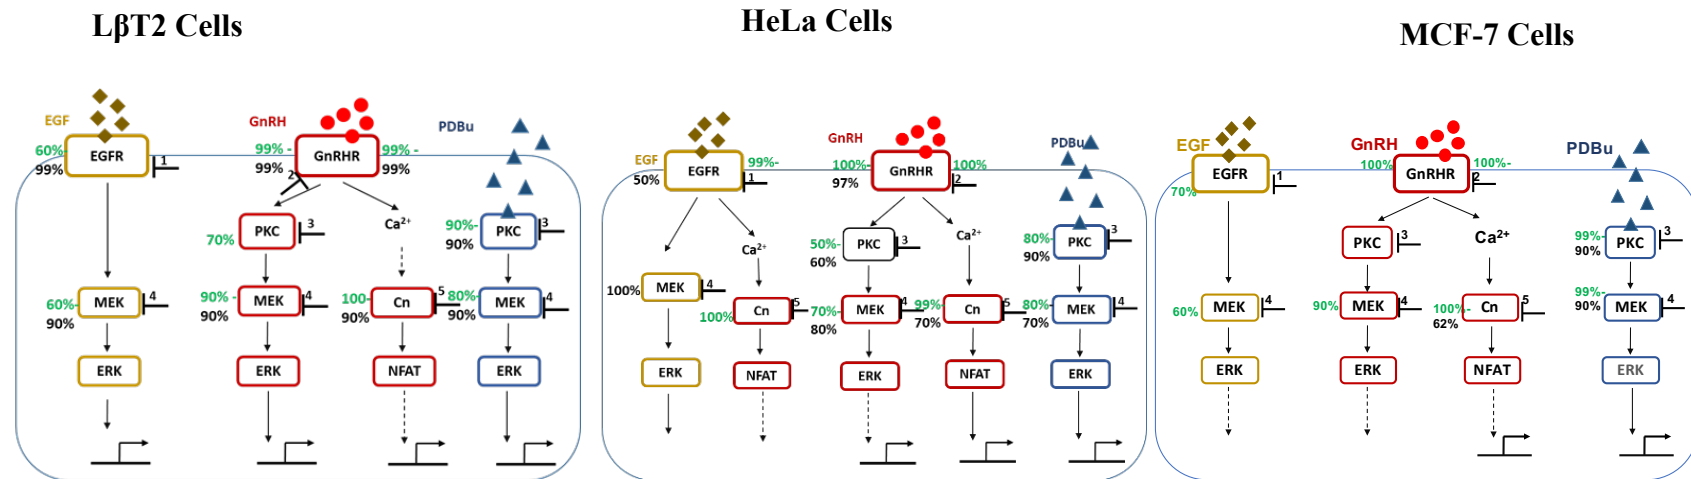 LβT2 Cells
EGF
60%-
99%
EGFR
1
GnRH
99% -
99%
GnRHR
99% -
99%
2
PDBu
70%
PKC
3
Ca²⁺
90%-
90%
PKC
3
60%-
90%
MEK
4
90% -
90%
MEK
4
100-
90%
Cn
5
80%-
90%
MEK
4
ERK
ERK
NFAT
ERK
HeLa Cells
EGF
50%
EGFR
99%-
1
GnRH
100%-
97%
GnRHR
100%
2
PDBu
Ca²⁺
50%-
60%
PKC
3
Ca²⁺
80%-
90%
PKC
3
100%
MEK
4
100%
Cn
5
70%-
80%
MEK
4
99%-
70%
Cn
5
80%-
70%
MEK
4
ERK
NFAT
ERK
NFAT
ERK
MCF-7 Cells
EGF
70%
EGFR
1
GnRH
100%
GnRHR
100%-
2
PDBu
PKC
3
Ca²⁺
99%-
90%
PKC
3
60%
MEK
4
90%
MEK
4
100%-
62%
Cn
5
99%-
90%
MEK
4
ERK
ERK
NFAT
ERK